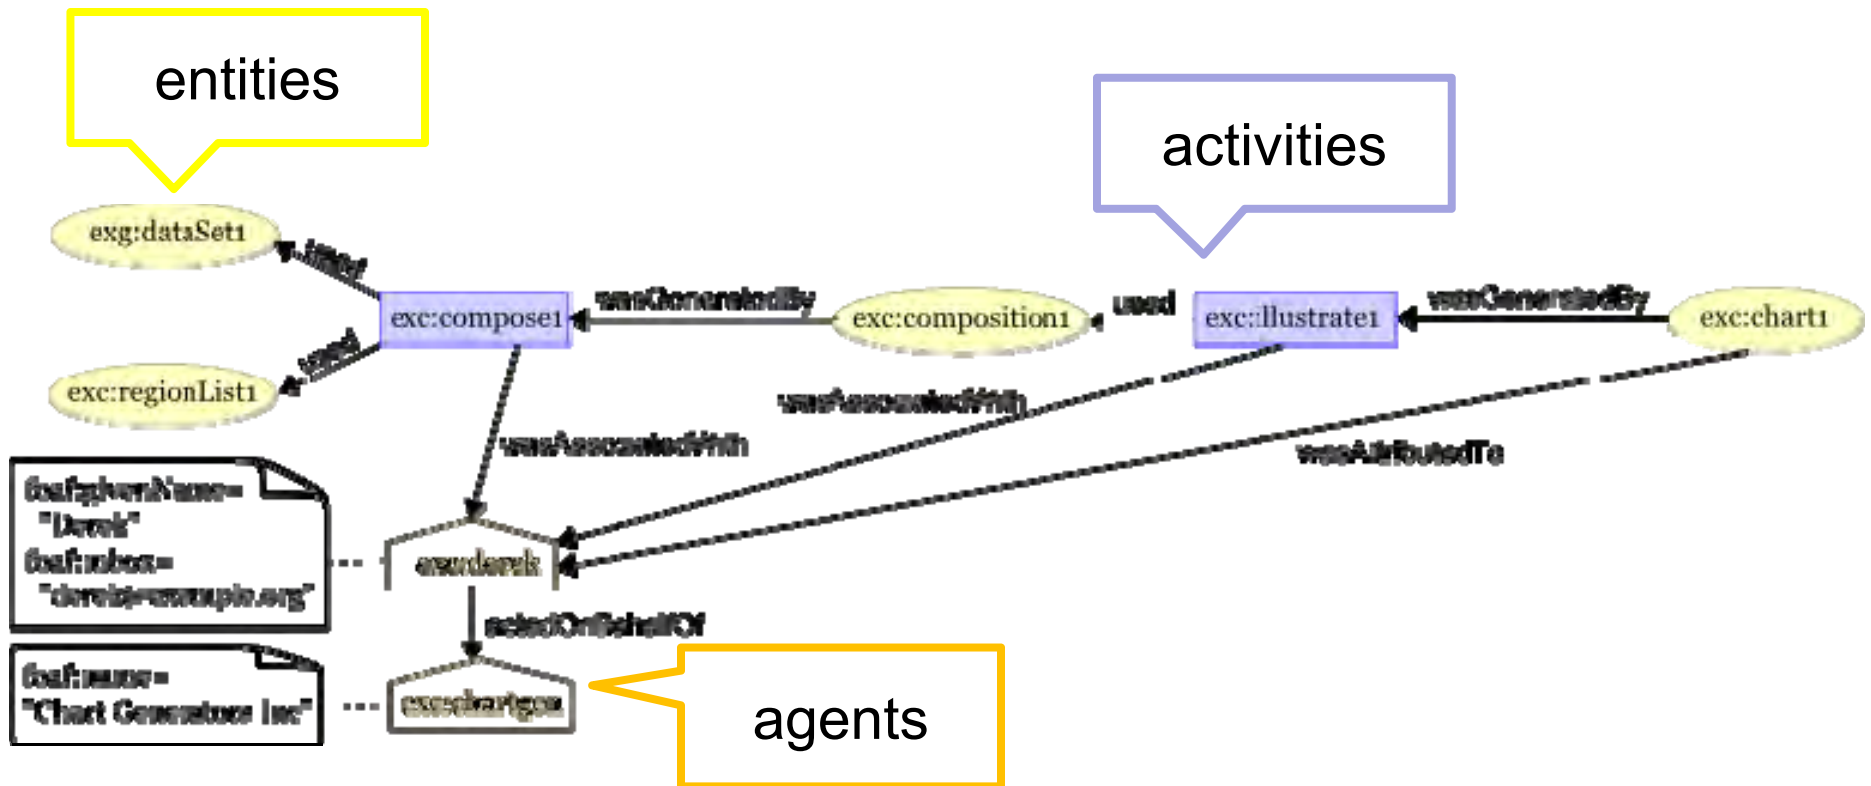 entities
activities
exg:dataSet1
used
exc:compose1
wasGeneratedBy
exc:composition1
used
exc:illustrate1
wasGeneratedBy
exc:chart1
used
exc:regionList1
wasAssociatedWith
wasAssociatedWith
wasAttributedTo
foaf:givenName=
"Derek"
foaf:mbox=
"derek@example.org"
exc:derek
actedOnBehalfOf
foaf:name=
"Chart Generators Inc"
exc:chartgen
agents